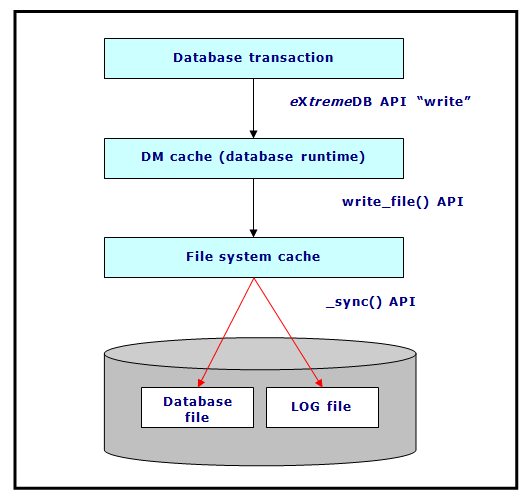 Database transaction
eXtremeDB API “write”
DM cache (database runtime)
write_file() API
File system cache
_sync() API
Database
file
LOG file